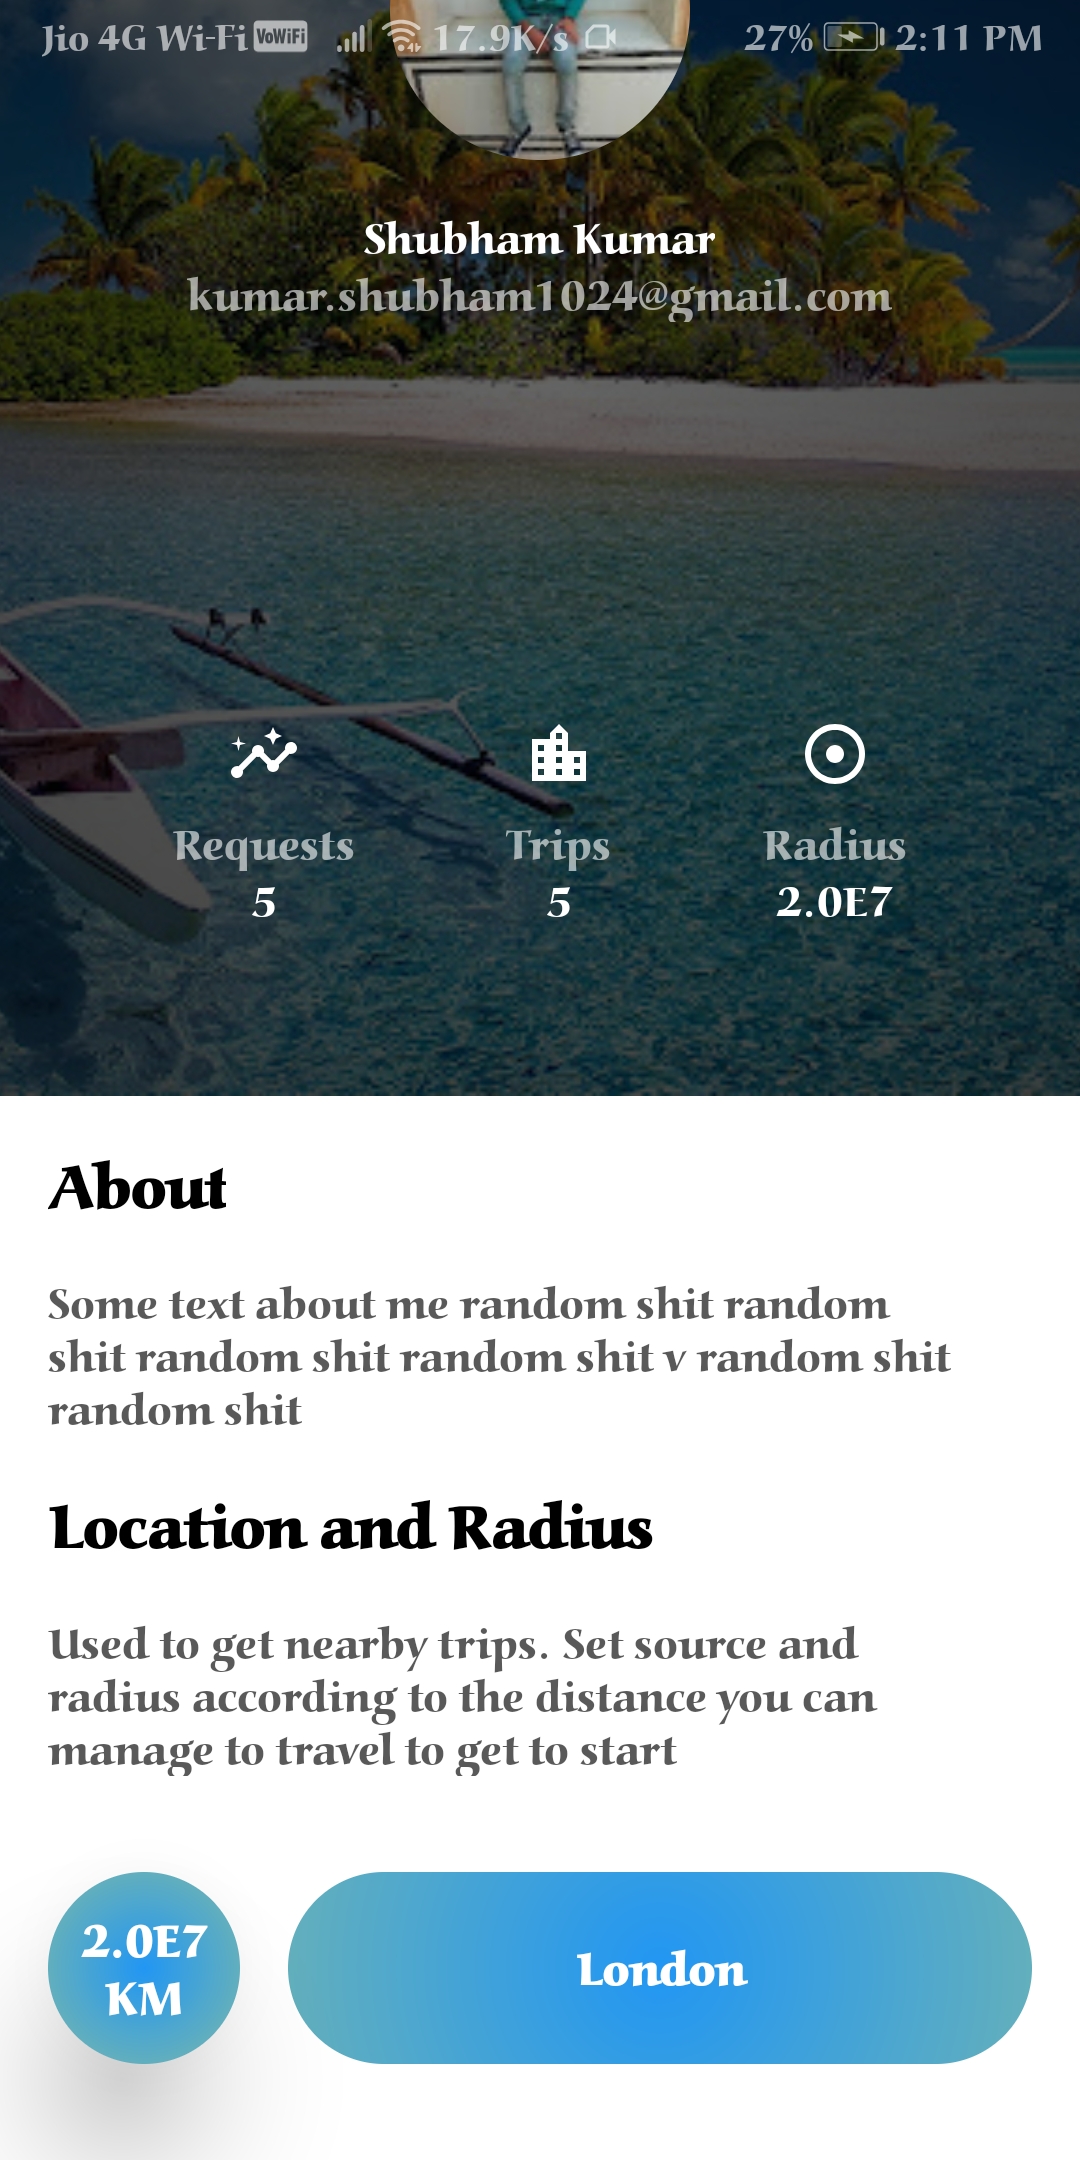 Jio 4G Wi-Fi VoWiFi 17.9K/s 27% 2:11 PM
Shubham Kumar
kumar.shubham1024@gmail.com
Requests Trips Radius
5 5 2.0E7
About
Some text about me random shit random
shit random shit random shit v random shit
random shit
Location and Radius
Used to get nearby trips. Set source and
radius according to the distance you can
manage to travel to get to start
2.0E7
KM
London